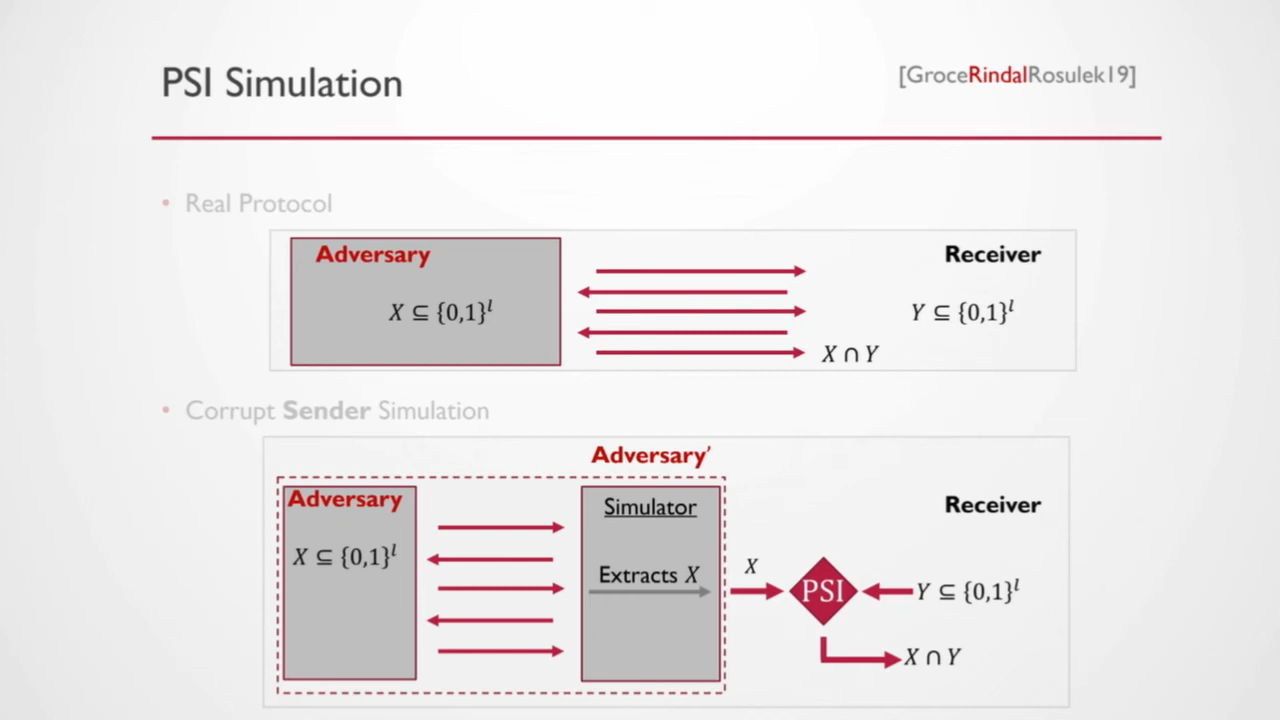 PSI Simulation
[GroceRindalRosulek19]
• Real Protocol
Adversary
Receiver
X ⊆ {0,1}^l
Y ⊆ {0,1}^l
X ∩ Y
• Corrupt Sender Simulation
Adversary′
Adversary
Simulator
Receiver
X ⊆ {0,1}^l
Extracts X
X
PSI
Y ⊆ {0,1}^l
X ∩ Y